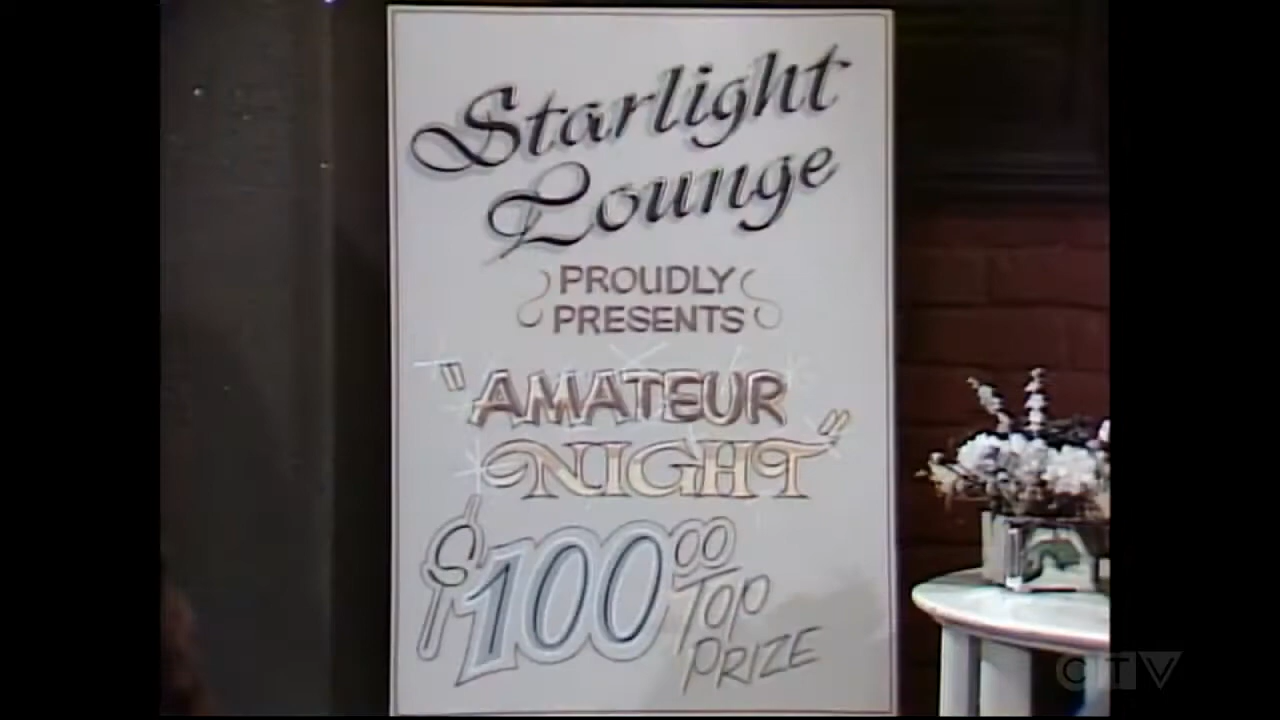 Starlight
Lounge
PROUDLY
PRESENTS
"AMATEUR
NIGHT"
$100.00 TOP
PRIZE
CTV